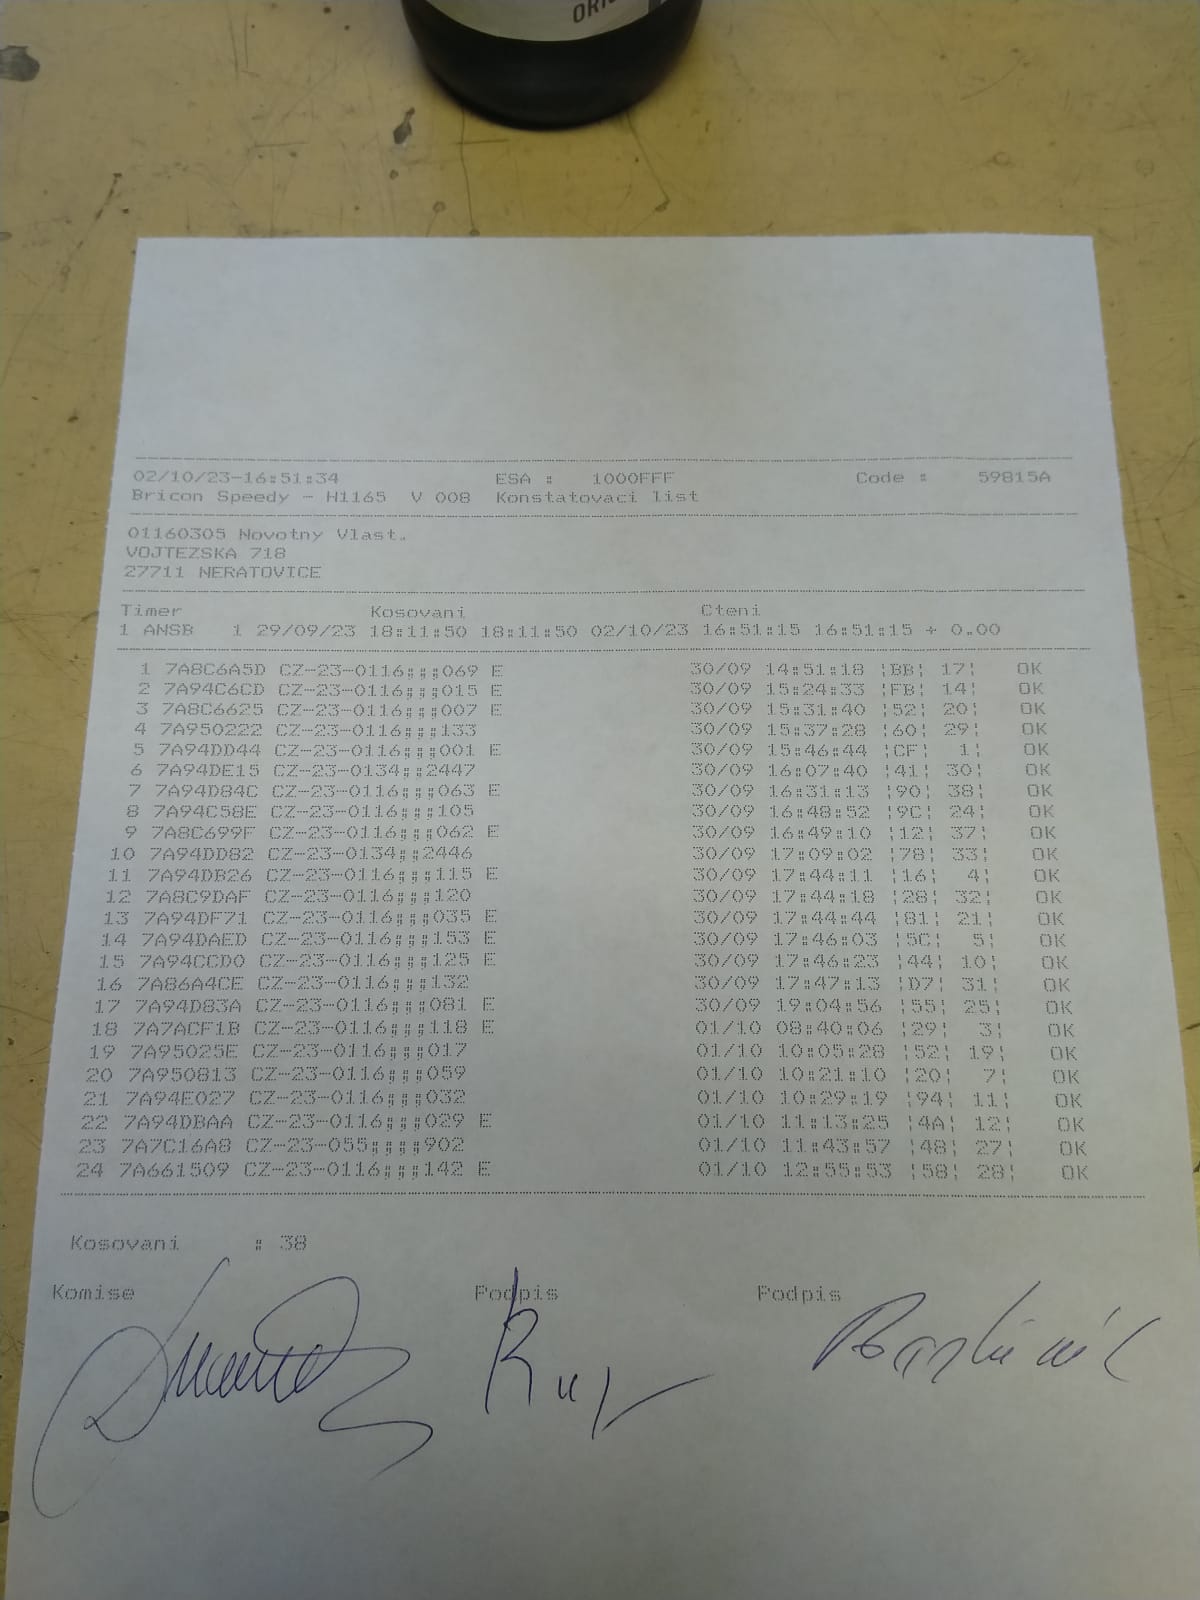 02/10/23-16:51:34 ESA : 1000FFF Code : 59815A
Bricon Speedy - H1165 V 008 Konstatovaci list
01160305 Novotny Vlast.
VOJTEZSKA 718
27711 NERATOVICE
Timer Kosovani Cteni
1 ANSB 1 29/09/23 18:11:50 18:11:50 02/10/23 16:51:15 16:51:15 + 0.00
1 7A8C6A5D CZ-23-0116;;;069 E 30/09 14:51:18 ¦BB¦ 17¦ OK
2 7A94C6CD CZ-23-0116;;;015 E 30/09 15:24:33 ¦FB¦ 14¦ OK
3 7A8C6625 CZ-23-0116;;;007 E 30/09 15:31:40 ¦52¦ 20¦ OK
4 7A950222 CZ-23-0116;;;133 30/09 15:37:28 ¦60¦ 29¦ OK
5 7A94DD44 CZ-23-0116;;;001 E 30/09 15:46:44 ¦CF¦ 1¦ OK
6 7A94DE15 CZ-23-0134;;2447 30/09 16:07:40 ¦41¦ 30¦ OK
7 7A94D84C CZ-23-0116;;;063 E 30/09 16:31:13 ¦90¦ 38¦ OK
8 7A94C58E CZ-23-0116;;;105 30/09 16:48:52 ¦9C¦ 24¦ OK
9 7A8C699F CZ-23-0116;;;062 E 30/09 16:49:10 ¦12¦ 37¦ OK
10 7A94DD82 CZ-23-0134;;2446 30/09 17:09:02 ¦78¦ 33¦ OK
11 7A94DB26 CZ-23-0116;;;115 E 30/09 17:44:11 ¦16¦ 4¦ OK
12 7A8C9DAF CZ-23-0116;;;120 30/09 17:44:18 ¦28¦ 32¦ OK
13 7A94DF71 CZ-23-0116;;;035 E 30/09 17:44:44 ¦81¦ 21¦ OK
14 7A94DAED CZ-23-0116;;;153 E 30/09 17:46:03 ¦5C¦ 5¦ OK
15 7A94CCD0 CZ-23-0116;;;125 E 30/09 17:46:23 ¦44¦ 10¦ OK
16 7A86A4CE CZ-23-0116;;;132 30/09 17:47:13 ¦D7¦ 31¦ OK
17 7A94D83A CZ-23-0116;;;081 E 30/09 19:04:56 ¦55¦ 25¦ OK
18 7A7ACF1B CZ-23-0116;;;118 E 01/10 08:40:06 ¦29¦ 3¦ OK
19 7A95025E CZ-23-0116;;;017 01/10 10:05:28 ¦52¦ 19¦ OK
20 7A950813 CZ-23-0116;;;059 01/10 10:21:10 ¦20¦ 7¦ OK
21 7A94E027 CZ-23-0116;;;032 01/10 10:29:19 ¦94¦ 11¦ OK
22 7A94DBAA CZ-23-0116;;;029 E 01/10 11:13:25 ¦4A¦ 12¦ OK
23 7A7C16A8 CZ-23-055;;;;902 01/10 11:43:57 ¦48¦ 27¦ OK
24 7A661509 CZ-23-0116;;;142 E 01/10 12:55:53 ¦58¦ 28¦ OK
Kosovani : 38
Komise Podpis Podpis